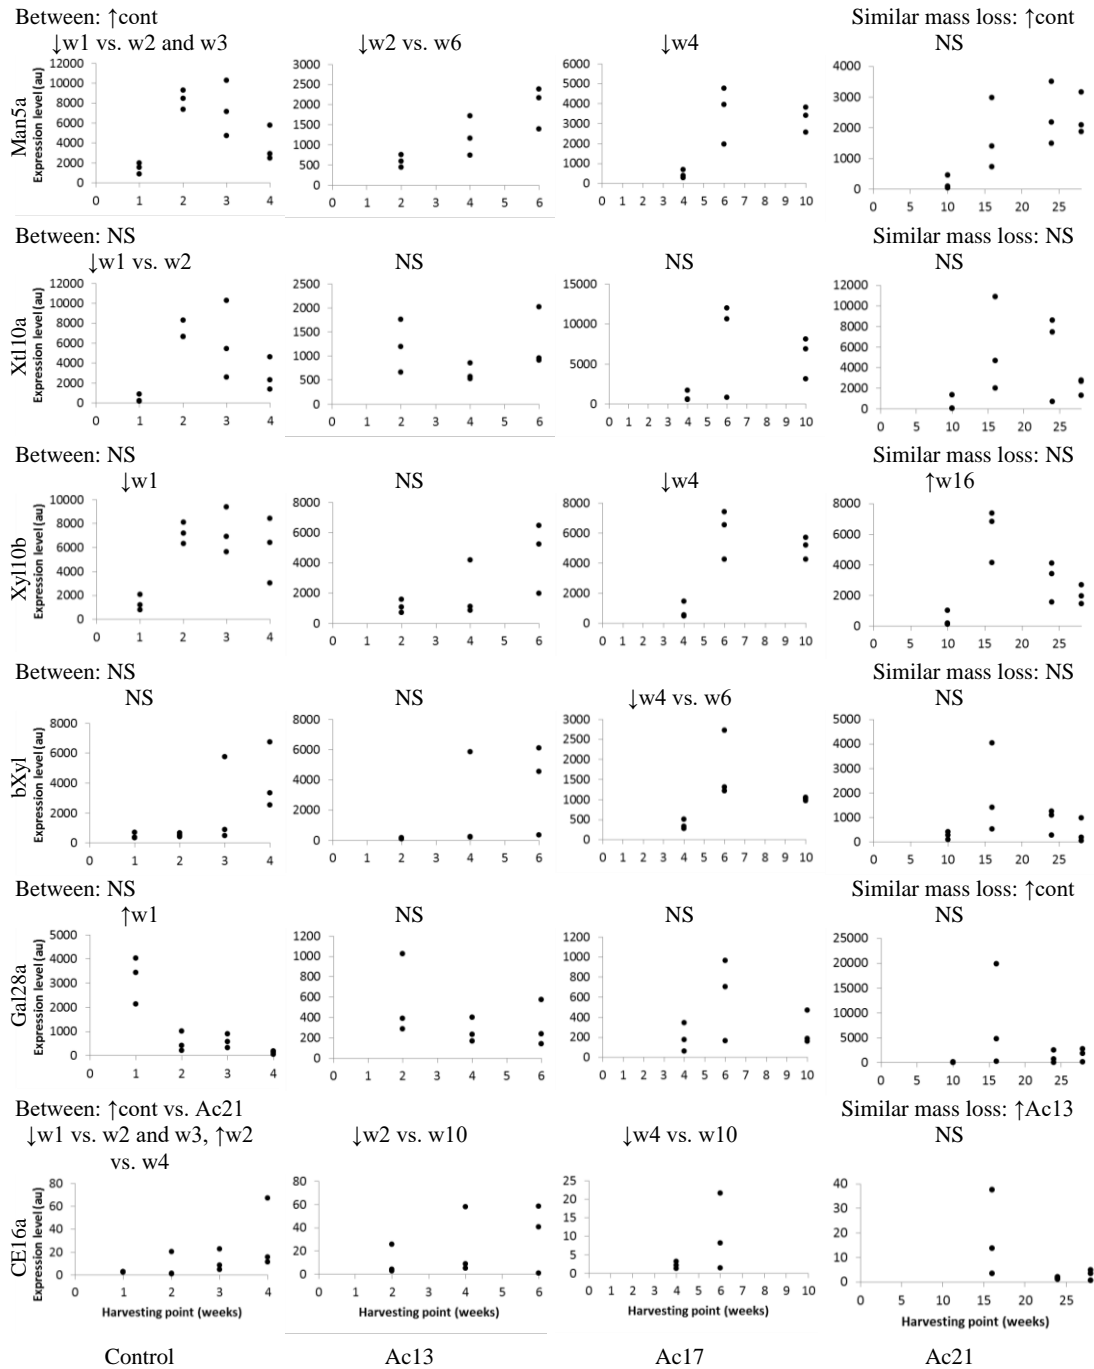 Between: ↑cont Similar mass loss: ↑cont
↓w1 vs. w2 and w3 ↓w2 vs. w6 ↓w4 NS
Man5a
Expression level (au)
12000 10000 8000 6000 4000 2000 0
0 1 2 3 4
3000 2500 2000 1500 1000 500 0
0 1 2 3 4 5 6
6000 5000 4000 3000 2000 1000 0
0 1 2 3 4 5 6 7 8 9 10
4000 3000 2000 1000 0
0 5 10 15 20 25
Between: NS Similar mass loss: NS
↓w1 vs. w2 NS NS NS
Xtl10a
Expression level (au)
12000 10000 8000 6000 4000 2000 0
0 1 2 3 4
2500 2000 1500 1000 500 0
0 1 2 3 4 5 6
15000 10000 5000 0
0 1 2 3 4 5 6 7 8 9 10
12000 10000 8000 6000 4000 2000 0
0 5 10 15 20 25
Between: NS Similar mass loss: NS
↓w1 NS ↓w4 ↑w16
Xyl10b
Expression level (au)
10000 8000 6000 4000 2000 0
0 1 2 3 4
8000 6000 4000 2000 0
0 1 2 3 4 5 6
8000 6000 4000 2000 0
0 1 2 3 4 5 6 7 8 9 10
8000 6000 4000 2000 0
0 5 10 15 20 25
Between: NS Similar mass loss: NS
NS NS ↓w4 vs. w6 NS
bXyl
Expression level (au)
8000 6000 4000 2000 0
0 1 2 3 4
8000 6000 4000 2000 0
0 1 2 3 4 5 6
3000 2500 2000 1500 1000 500 0
0 1 2 3 4 5 6 7 8 9 10
5000 4000 3000 2000 1000 0
0 5 10 15 20 25
Between: NS Similar mass loss: ↑cont
↑w1 NS NS NS
Gal28a
Expression level (au)
5000 4000 3000 2000 1000 0
0 1 2 3 4
1200 1000 800 600 400 200 0
0 1 2 3 4 5 6
1200 1000 800 600 400 200 0
0 1 2 3 4 5 6 7 8 9 10
25000 20000 15000 10000 5000 0
0 5 10 15 20 25
Between: ↑cont vs. Ac21 Similar mass loss: ↑Ac13
↓w1 vs. w2 and w3, ↑w2 ↓w2 vs. w10 ↓w4 vs. w10 NS
vs. w4
CE16a
Expression level (au)
80 60 40 20 0
0 1 2 3 4
Harvesting point (weeks)
80 60 40 20 0
0 1 2 3 4 5 6
Harvesting point (weeks)
25 20 15 10 5 0
0 1 2 3 4 5 6 7 8 9 10
Harvesting point (weeks)
40 30 20 10 0
0 5 10 15 20 25
Harvesting point (weeks)
Control Ac13 Ac17 Ac21